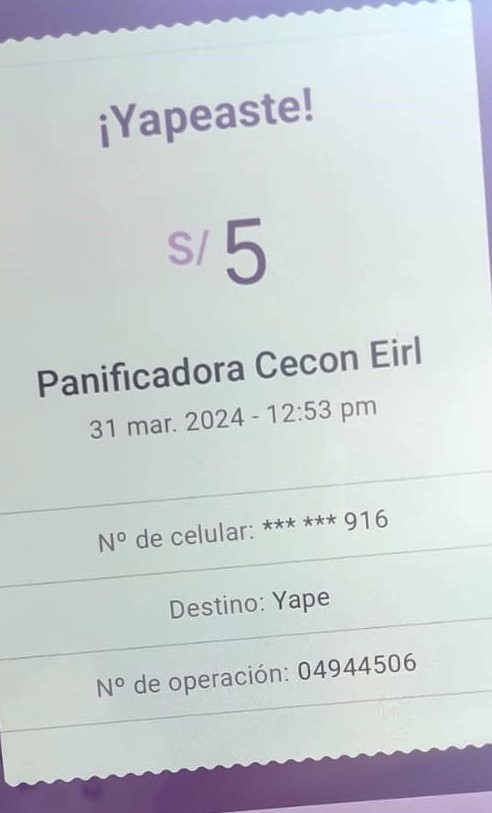 ¡Yapeaste!
S/ 5
Panificadora Cecon Eirl
31 mar. 2024 - 12:53 pm
Nº de celular: *** *** 916
Destino: Yape
Nº de operación: 04944506